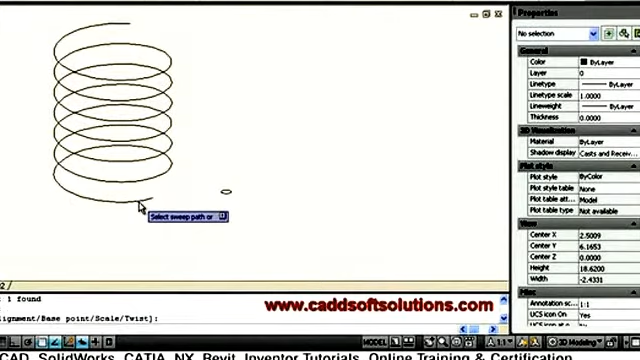 Properties
No selection
General
Color ByLayer
Layer 0
Linetype ByLayer
Linetype scale 1.0000
Lineweight ByLayer
Thickness 0.0000
3D Visualization
Material ByLayer
Shadow display Casts and Receiv...
Plot style
Plot style ByColor
Plot style table None
Plot table att... Model
Plot table type Not available
View
Center X 2.5009
Center Y 6.1653
Center Z 0.0000
Height 18.6200
Width -2.4331
Misc
Annotation sc... 1:1
UCS icon On Yes
Select sweep path or
: 1 found
www.caddsoftsolutions.com
lignment/Base point/Scale/Twist]:
MODEL
1:1
3D Modeling
CAD, SolidWorks, CATIA, NX, Revit, Inventor Tutorials, Online Training & Certification